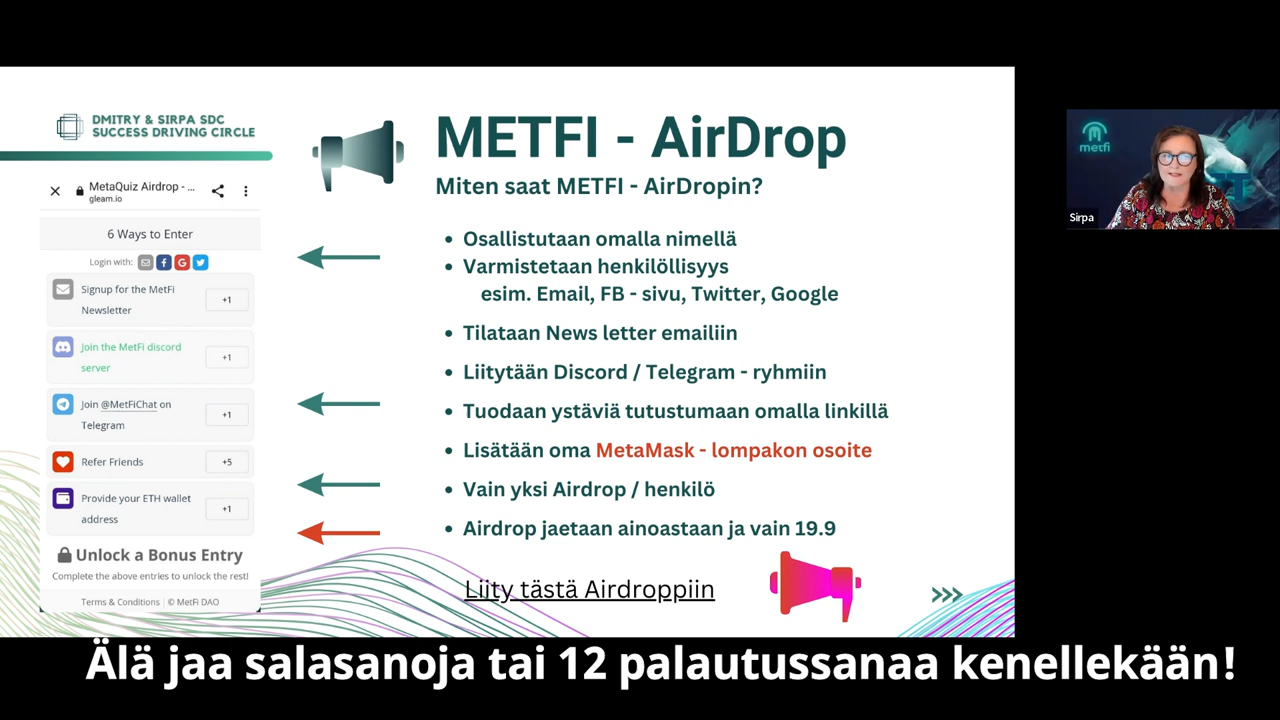 DMITRY & SIRPA SDC
SUCCESS DRIVING CIRCLE
MetaQuiz Airdrop - ...
gleam.io
6 Ways to Enter
Login with:
Signup for the MetFi
Newsletter
+1
Join the MetFi discord
server
+1
Join @MetFiChat on
Telegram
+1
Refer Friends
+5
Provide your ETH wallet
address
+1
Unlock a Bonus Entry
Complete the above entries to unlock the rest!
Terms & Conditions | © MetFi DAO
METFI - AirDrop
Miten saat METFI - AirDropin?
• Osallistutaan omalla nimellä
• Varmistetaan henkilöllisyys
esim. Email, FB - sivu, Twitter, Google
• Tilataan News letter emailiin
• Liitytään Discord / Telegram - ryhmiin
• Tuodaan ystäviä tutustumaan omalla linkillä
• Lisätään oma MetaMask - lompakon osoite
• Vain yksi Airdrop / henkilö
• Airdrop jaetaan ainoastaan ja vain 19.9
Liity tästä Airdroppiin
metfi
Sirpa
Älä jaa salasanoja tai 12 palautussanaa kenellekään!